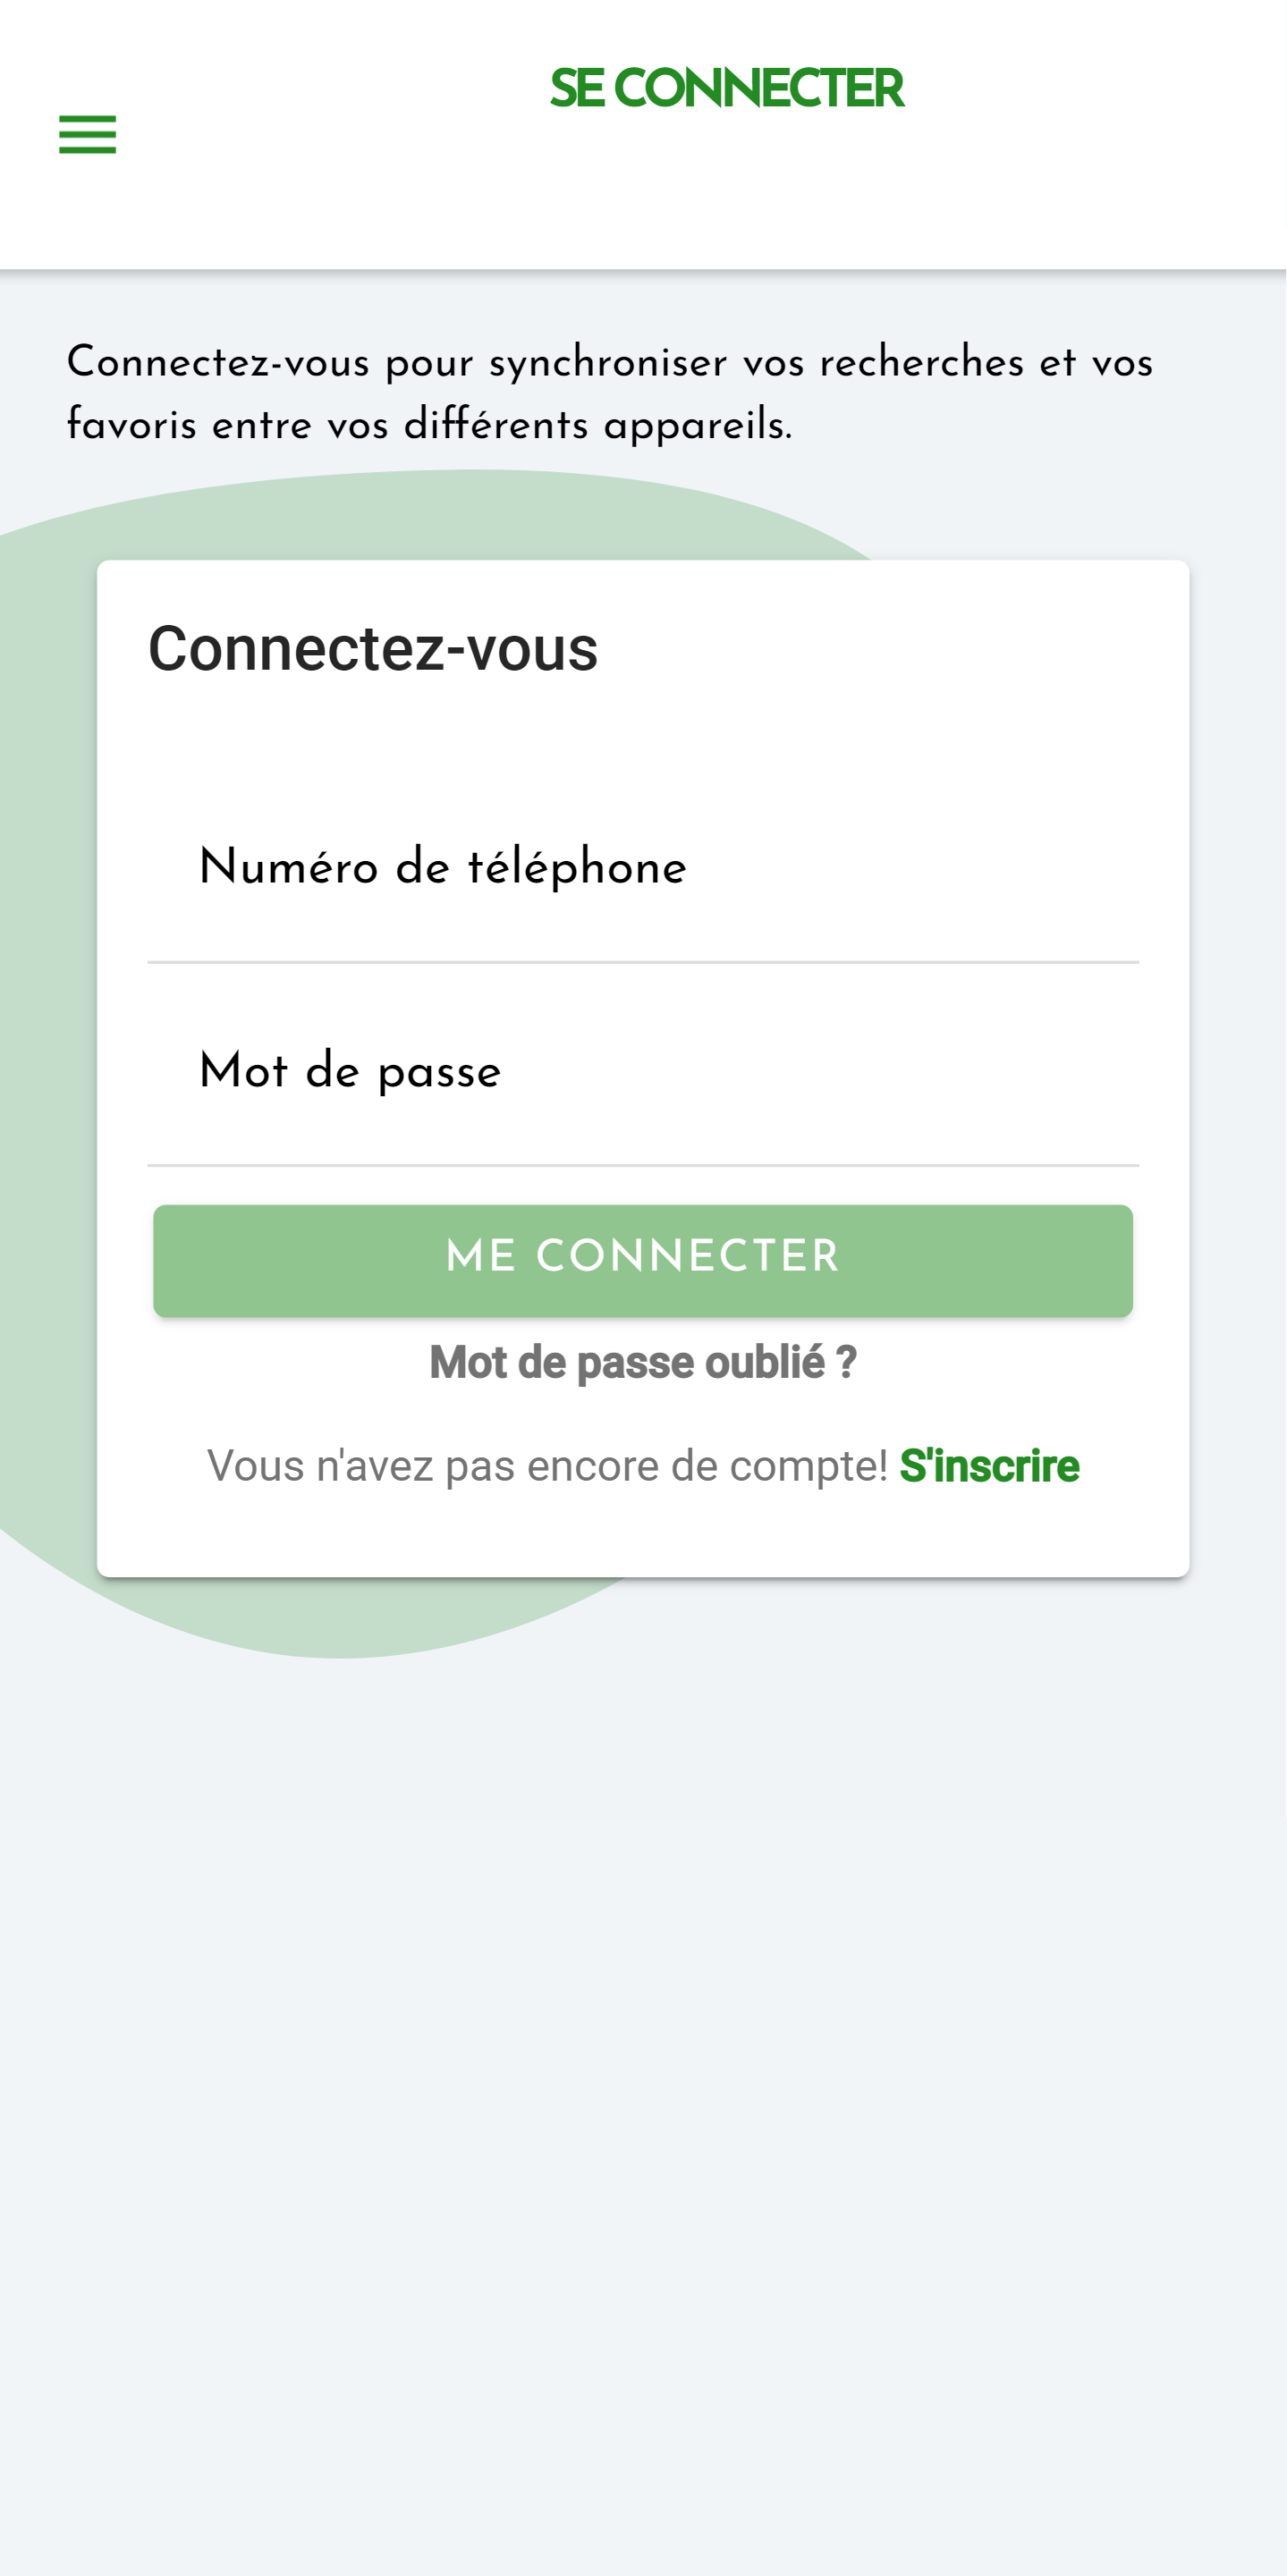 SE CONNECTER
Connectez-vous pour synchroniser vos recherches et vos
favoris entre vos différents appareils.
Connectez-vous
Numéro de téléphone
Mot de passe
ME CONNECTER
Mot de passe oublié ?
Vous n'avez pas encore de compte! S'inscrire